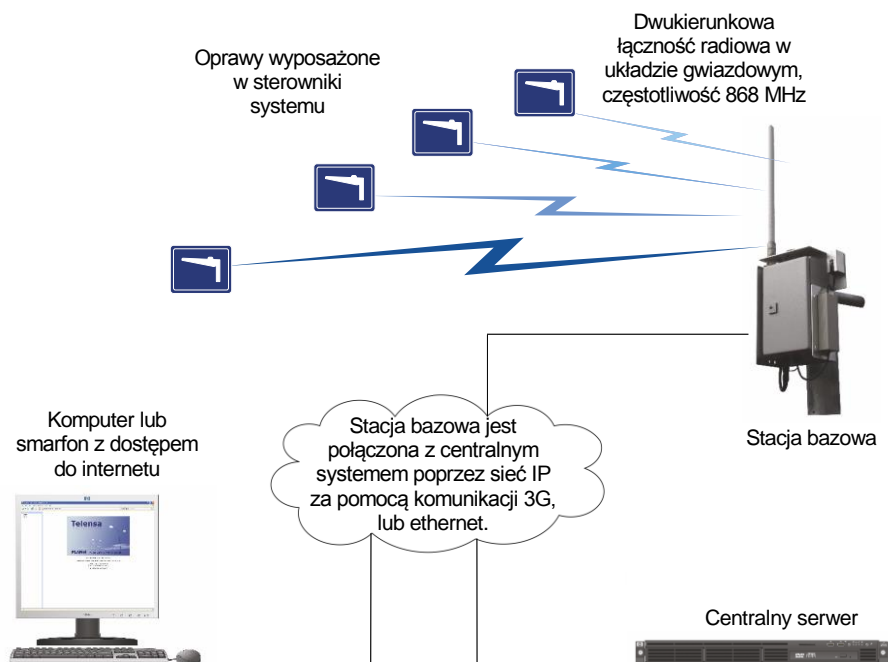 Dwukierunkowa
łączność radiowa w
układzie gwiazdowym,
częstotliwość 868 MHz
Oprawy wyposażone
w sterowniki
systemu
Stacja bazowa
Komputer lub
smarfon z dostępem
do internetu
Stacja bazowa jest
połączona z centralnym
systemem poprzez sieć IP
za pomocą komunikacji 3G,
lub ethernet.
Telensa
Centralny serwer